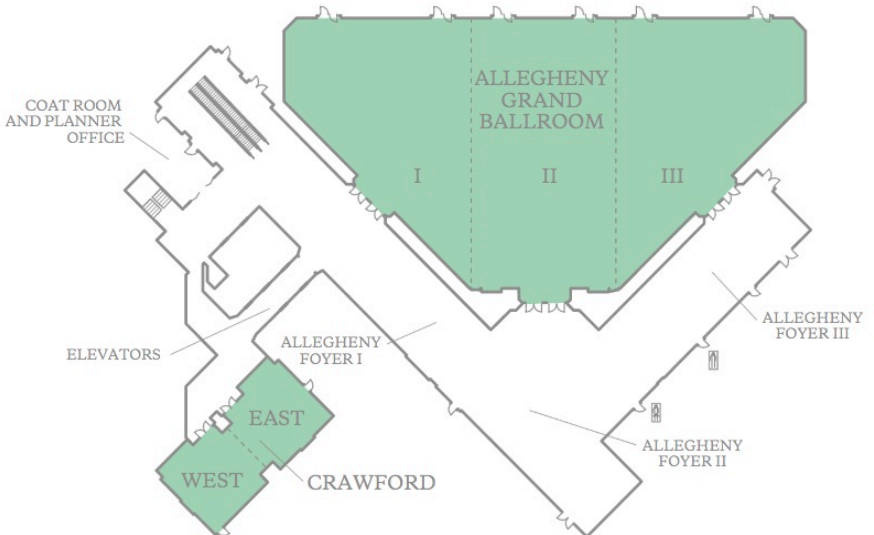 ALLEGHENY
GRAND
BALLROOM
COAT ROOM
AND PLANNER
OFFICE
I
II
III
ALLEGHENY
FOYER III
ELEVATORS
ALLEGHENY
FOYER I
EAST
ALLEGHENY
FOYER II
WEST
CRAWFORD